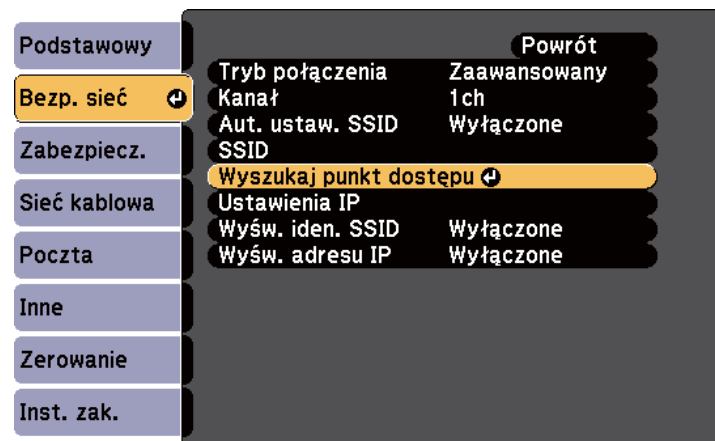 Podstawowy
Bezp. sieć
Zabezpiecz.
Sieć kablowa
Poczta
Inne
Zerowanie
Inst. zak.
Powrót
Tryb połączenia Zaawansowany
Kanał 1ch
Aut. ustaw. SSID Wyłączone
SSID
Wyszukaj punkt dostępu
Ustawienia IP
Wyśw. iden. SSID Wyłączone
Wyśw. adresu IP Wyłączone